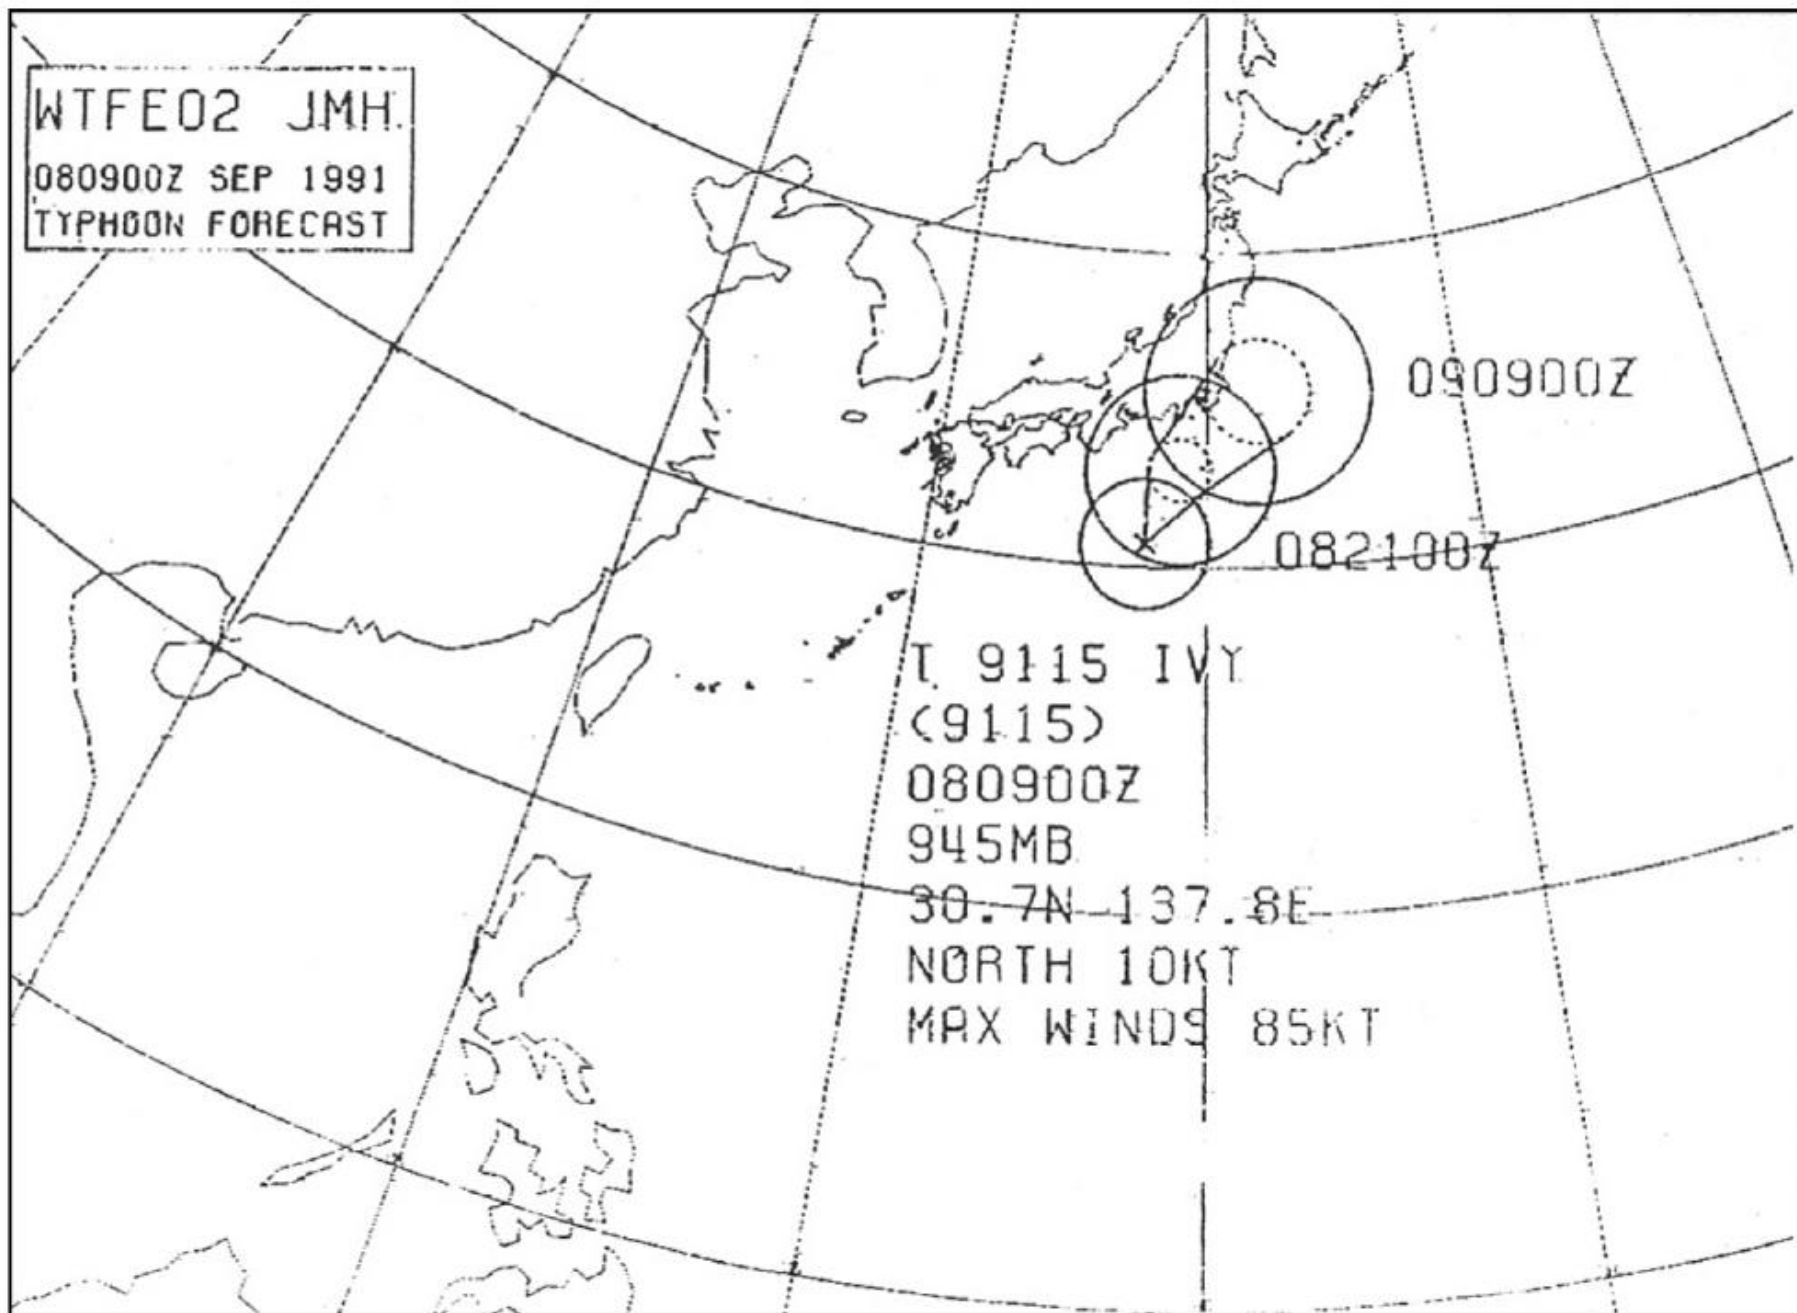 WTFE02 JMH
080900Z SEP 1991
TYPHOON FORECAST
090900Z
082100Z
T 9115 IVY
(9115)
080900Z
945MB
30.7N 137.8E
NORTH 10KT
MAX WINDS 85KT